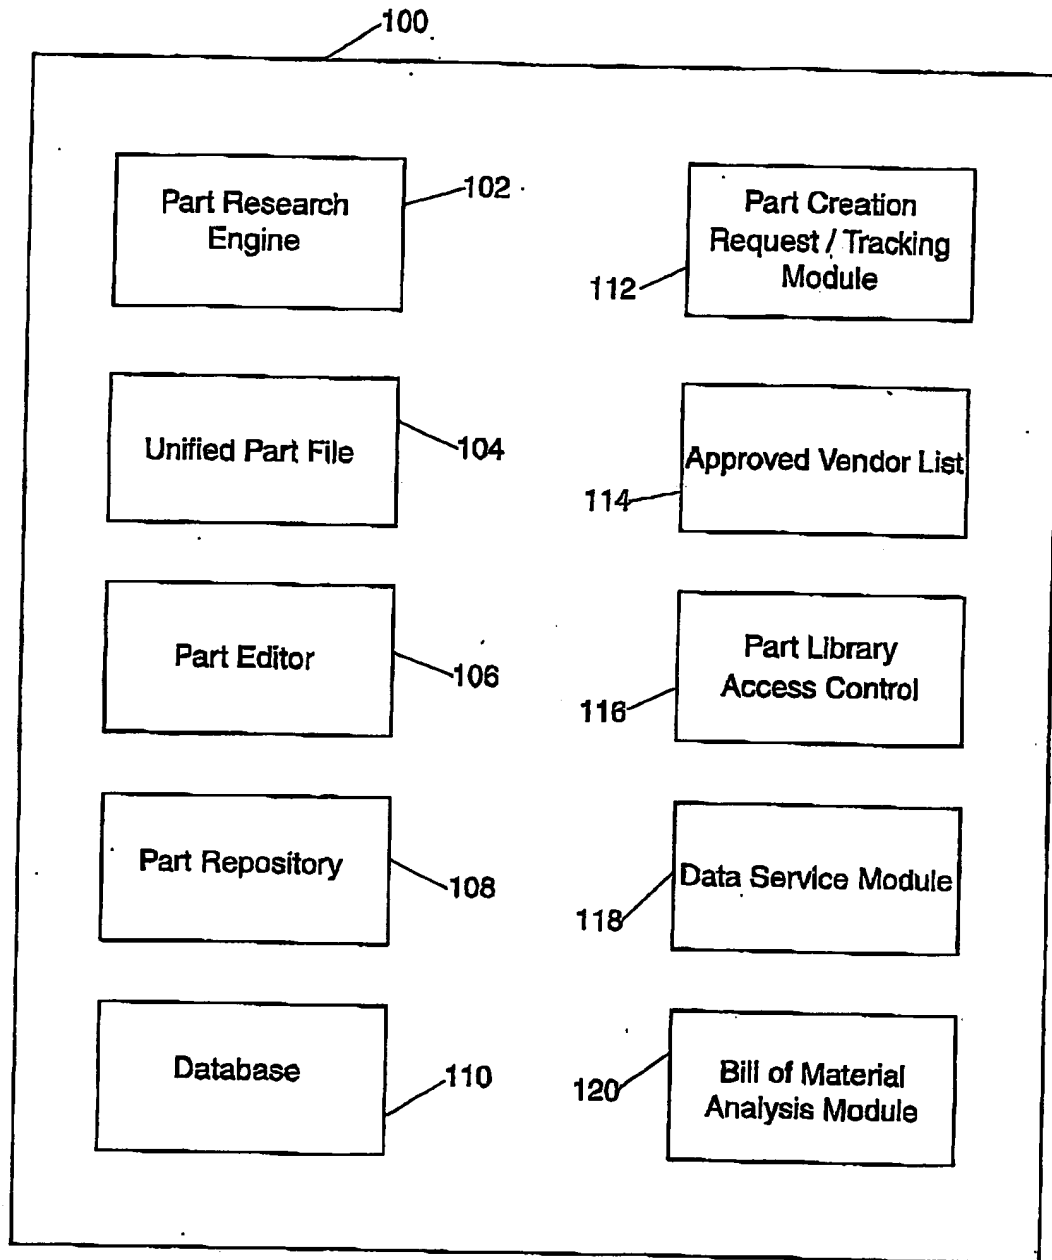 100
Part Research
Engine
102
Part Creation
Request / Tracking
Module
112
Unified Part File
104
Approved Vendor List
114
Part Editor
106
Part Library
Access Control
116
Part Repository
108
Data Service Module
118
Database
110
Bill of Material
Analysis Module
120